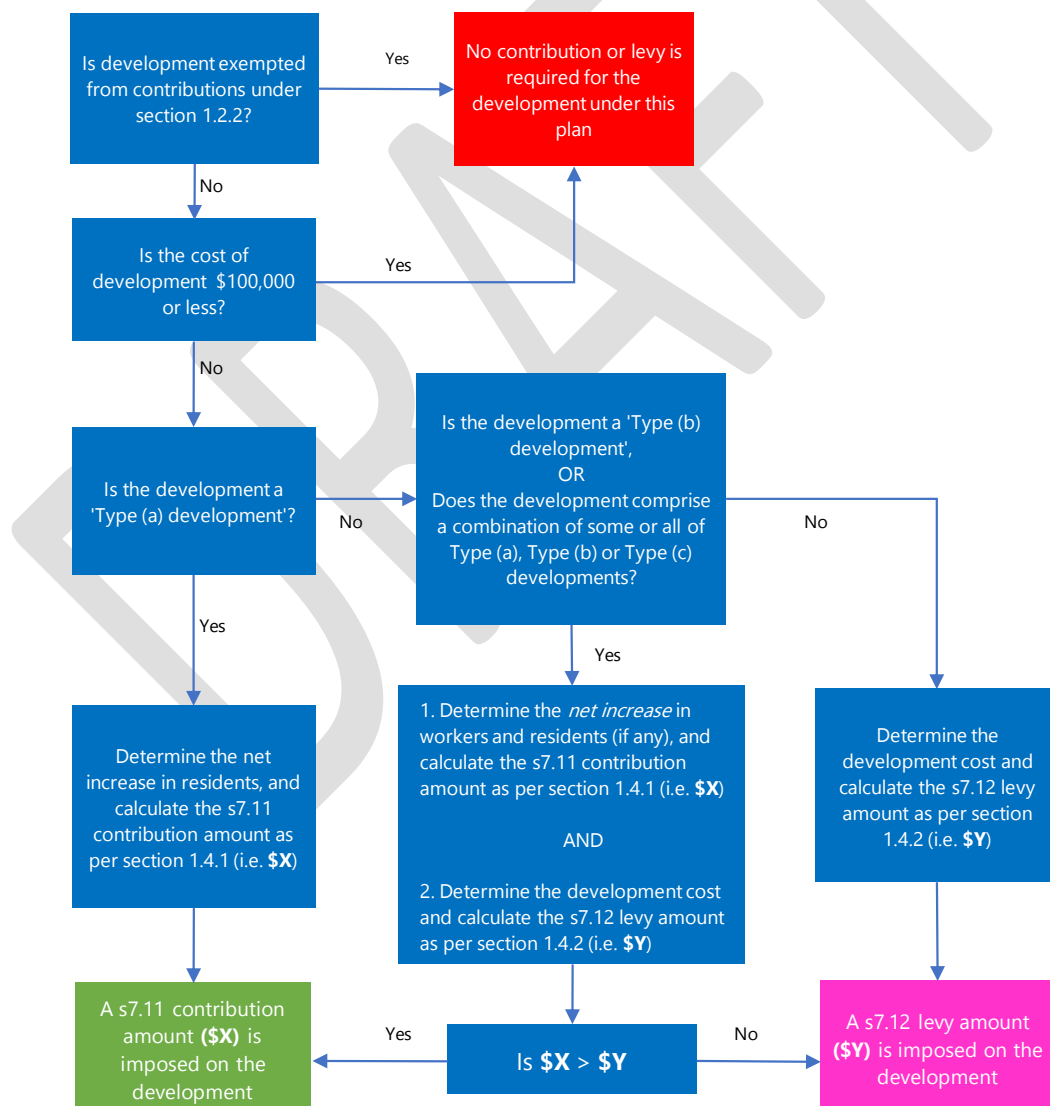 Is development exempted
from contributions under
section 1.2.2?
Yes
No contribution or levy is
required for the
development under this
plan
No
Is the cost of
development $100,000
or less?
Yes
No
Is the development a
'Type (a) development'?
No
Is the development a 'Type (b)
development',
OR
Does the development comprise
a combination of some or all of
Type (a), Type (b) or Type (c)
developments?
No
Yes
Yes
Determine the net
increase in residents, and
calculate the s7.11
contribution amount as
per section 1.4.1 (i.e. $X)
1. Determine the net increase in
workers and residents (if any), and
calculate the s7.11 contribution
amount as per section 1.4.1 (i.e. $X)
AND
2. Determine the development cost
and calculate the s7.12 levy amount
as per section 1.4.2 (i.e. $Y)
Determine the
development cost and
calculate the s7.12 levy
amount as per section
1.4.2 (i.e. $Y)
A s7.11 contribution
amount ($X) is
imposed on the
development
Yes
Is $X > $Y
No
A s7.12 levy amount
($Y) is imposed on the
development
DRAFT